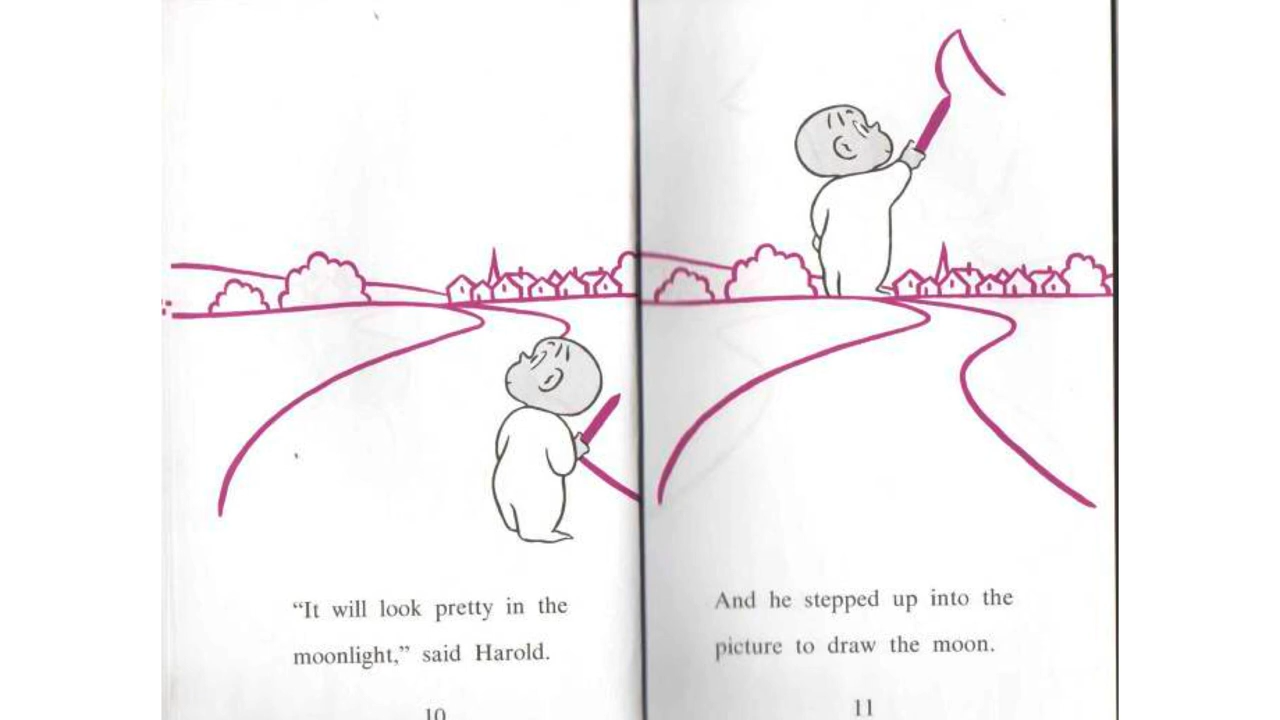 “It will look pretty in the
moonlight,” said Harold.
10
And he stepped up into the
picture to draw the moon.
11